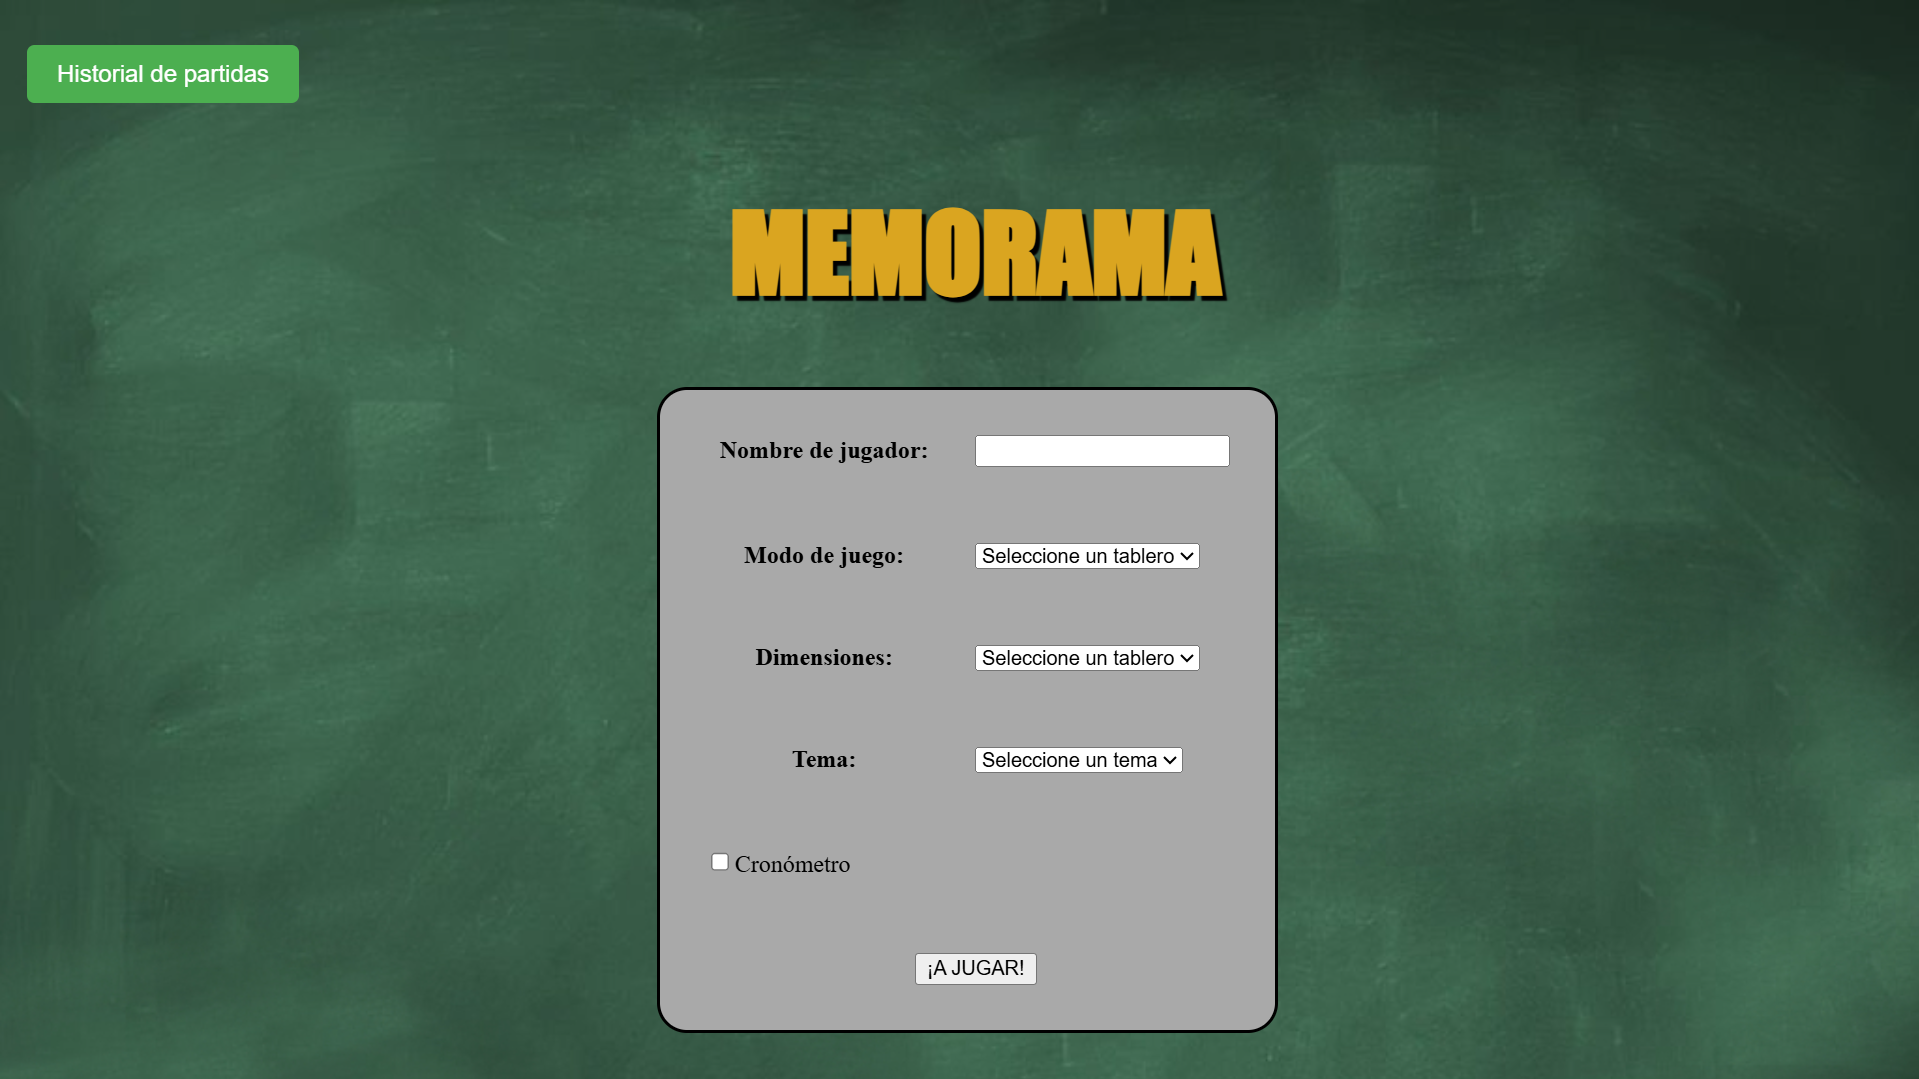 Historial de partidas
MEMORAMA
Nombre de jugador:
Modo de juego: Seleccione un tablero
Dimensiones: Seleccione un tablero
Tema: Seleccione un tema
Cronómetro
¡A JUGAR!